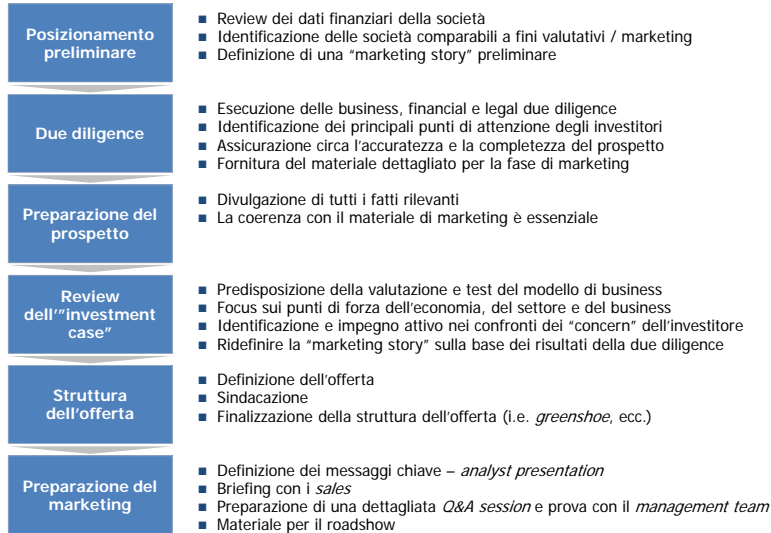 Posizionamento
preliminare
Review dei dati finanziari della società
Identificazione delle società comparabili a fini valutativi / marketing
Definizione di una “marketing story” preliminare
Due diligence
Esecuzione delle business, financial e legal due diligence
Identificazione dei principali punti di attenzione degli investitori
Assicurazione circa l’accuratezza e la completezza del prospetto
Fornitura del materiale dettagliato per la fase di marketing
Preparazione del
prospetto
Divulgazione di tutti i fatti rilevanti
La coerenza con il materiale di marketing è essenziale
Review
dell’"investment
case”
Predisposizione della valutazione e test del modello di business
Focus sui punti di forza dell’economia, del settore e del business
Identificazione e impegno attivo nei confronti dei “concern” dell’investitore
Ridefinire la “marketing story” sulla base dei risultati della due diligence
Struttura
dell’offerta
Definizione dell’offerta
Sindacazione
Finalizzazione della struttura dell’offerta (i.e. greenshoe, ecc.)
Preparazione del
marketing
Definizione dei messaggi chiave – analyst presentation
Briefing con i sales
Preparazione di una dettagliata Q&A session e prova con il management team
Materiale per il roadshow